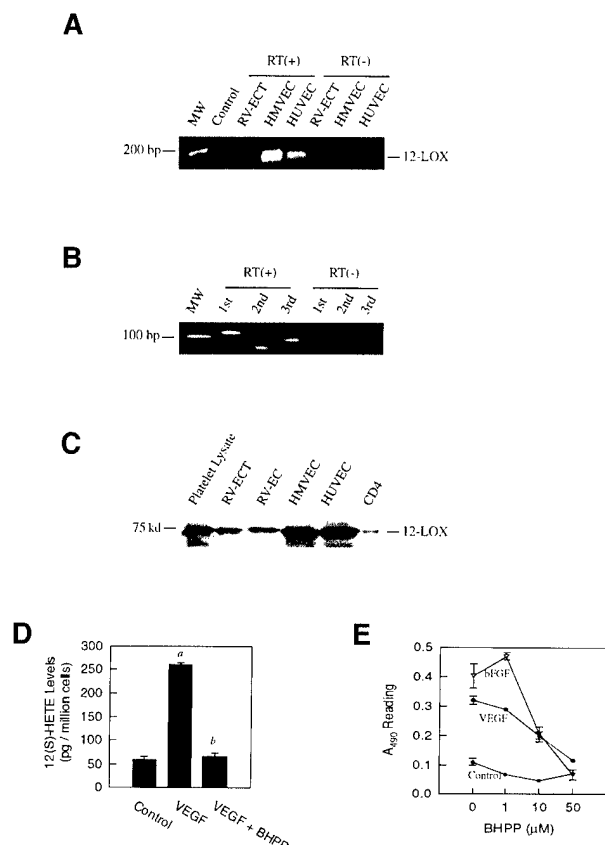 A
RT(+) RT(-)
MW Control RV-ECT HMVEC HUVEC RV-ECT HMVEC HUVEC
200 bp 12-LOX
B
RT(+) RT(-)
MW 1st 2nd 3rd 1st 2nd 3rd
100 bp
C
Platelet Lysate RV-ECT RV-EC HMVEC HUVEC CD4
75 kd 12-LOX
D
12(S)-HETE Levels
(pg / million cells)
300
250
200
150
100
50
0
a
b
Control VEGF VEGF + BHPP
E
A490 Reading
0.5
0.4
0.3
0.2
0.1
0.0
bFGF
VEGF
Control
0 1 10 50
BHPP (μM)